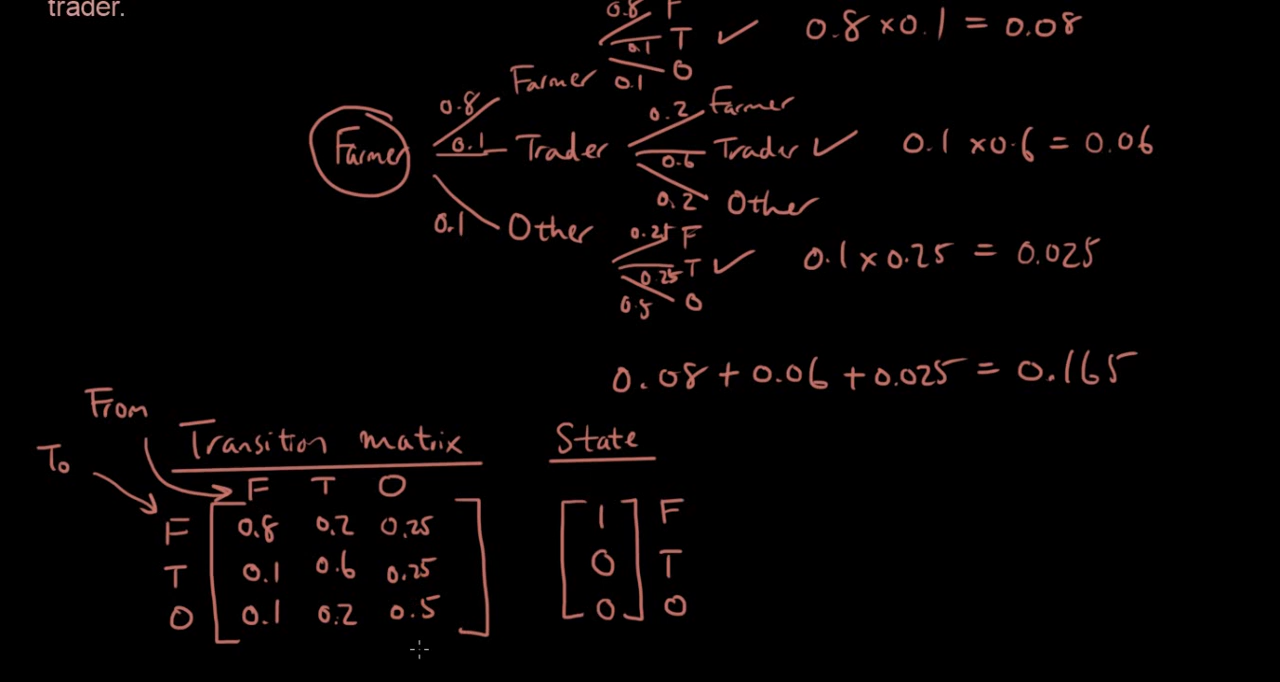 trader.
0.8 F
0.1 T ✓ 0.8 × 0.1 = 0.08
0.1 O
0.8 Farmer
0.2 Farmer
Farmer 0.1 Trader 0.6 Trader ✓ 0.1 × 0.6 = 0.06
0.2 Other
0.1 Other 0.25 F
0.25 T ✓ 0.1 × 0.25 = 0.025
0.5 O
0.08 + 0.06 + 0.025 = 0.165
From
To
Transition matrix State
F T O
F 0.8 0.2 0.25 1 F
T 0.1 0.6 0.25 0 T
O 0.1 0.2 0.5 0 O